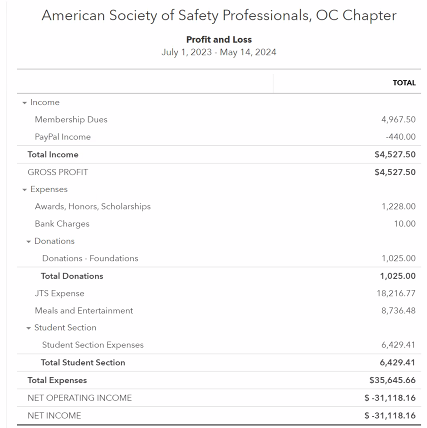 American Society of Safety Professionals, OC Chapter
Profit and Loss
July 1, 2023 - May 14, 2024
TOTAL
Income
Membership Dues 4,967.50
PayPal Income -440.00
Total Income $4,527.50
GROSS PROFIT $4,527.50
Expenses
Awards, Honors, Scholarships 1,228.00
Bank Charges 10.00
Donations
Donations - Foundations 1,025.00
Total Donations 1,025.00
JTS Expense 18,216.77
Meals and Entertainment 8,736.48
Student Section
Student Section Expenses 6,429.41
Total Student Section 6,429.41
Total Expenses $35,645.66
NET OPERATING INCOME $ -31,118.16
NET INCOME $ -31,118.16